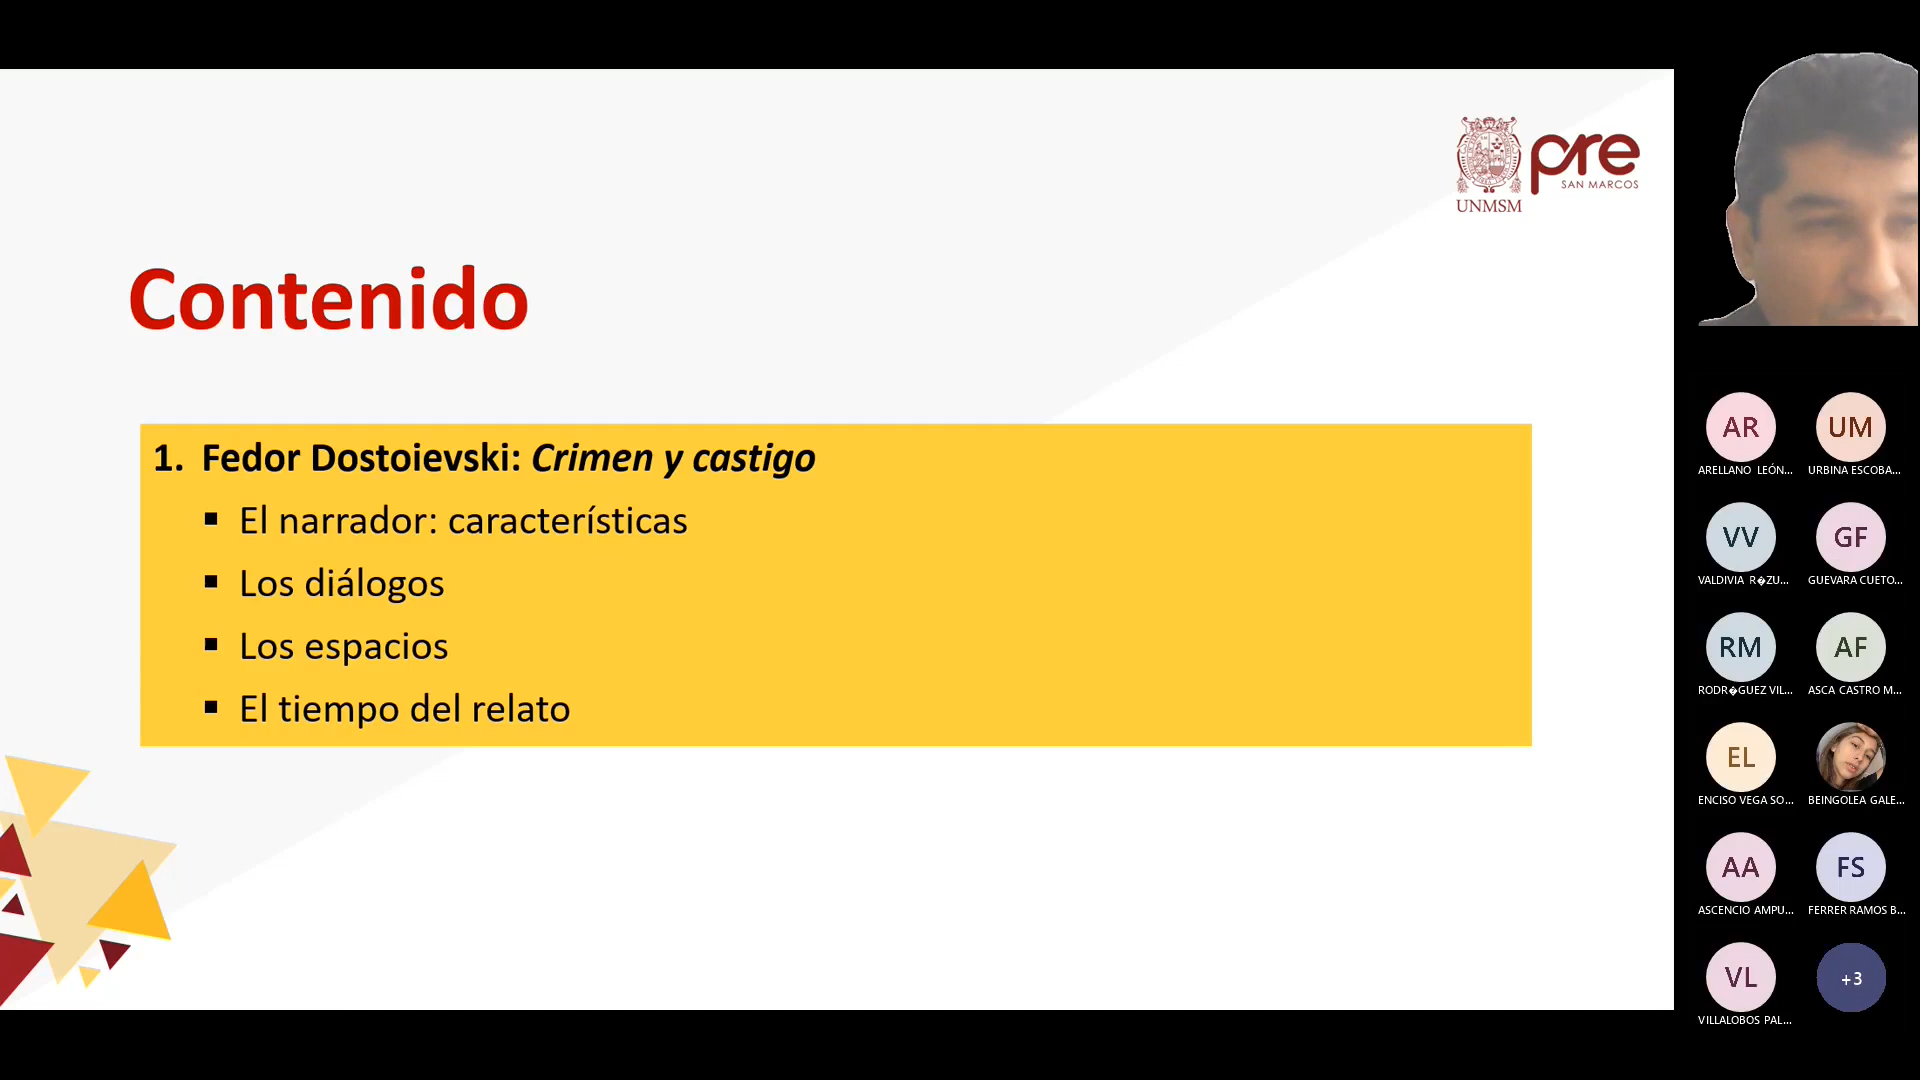 UNMSM
pre
SAN MARCOS
Contenido
1. Fedor Dostoievski: Crimen y castigo
▪ El narrador: características
▪ Los diálogos
▪ Los espacios
▪ El tiempo del relato
AR
ARELLANO LEÓN...
UM
URBINA ESCOBA...
VV
VALDIVIA R�ZU...
GF
GUEVARA CUETO...
RM
RODR�GUEZ VIL...
AF
ASCA CASTRO M...
EL
ENCISO VEGA SO...
BEINGOLEA GALE...
AA
ASCENCIO AMPU...
FS
FERRER RAMOS B...
VL
VILLALOBOS PAL...
+3